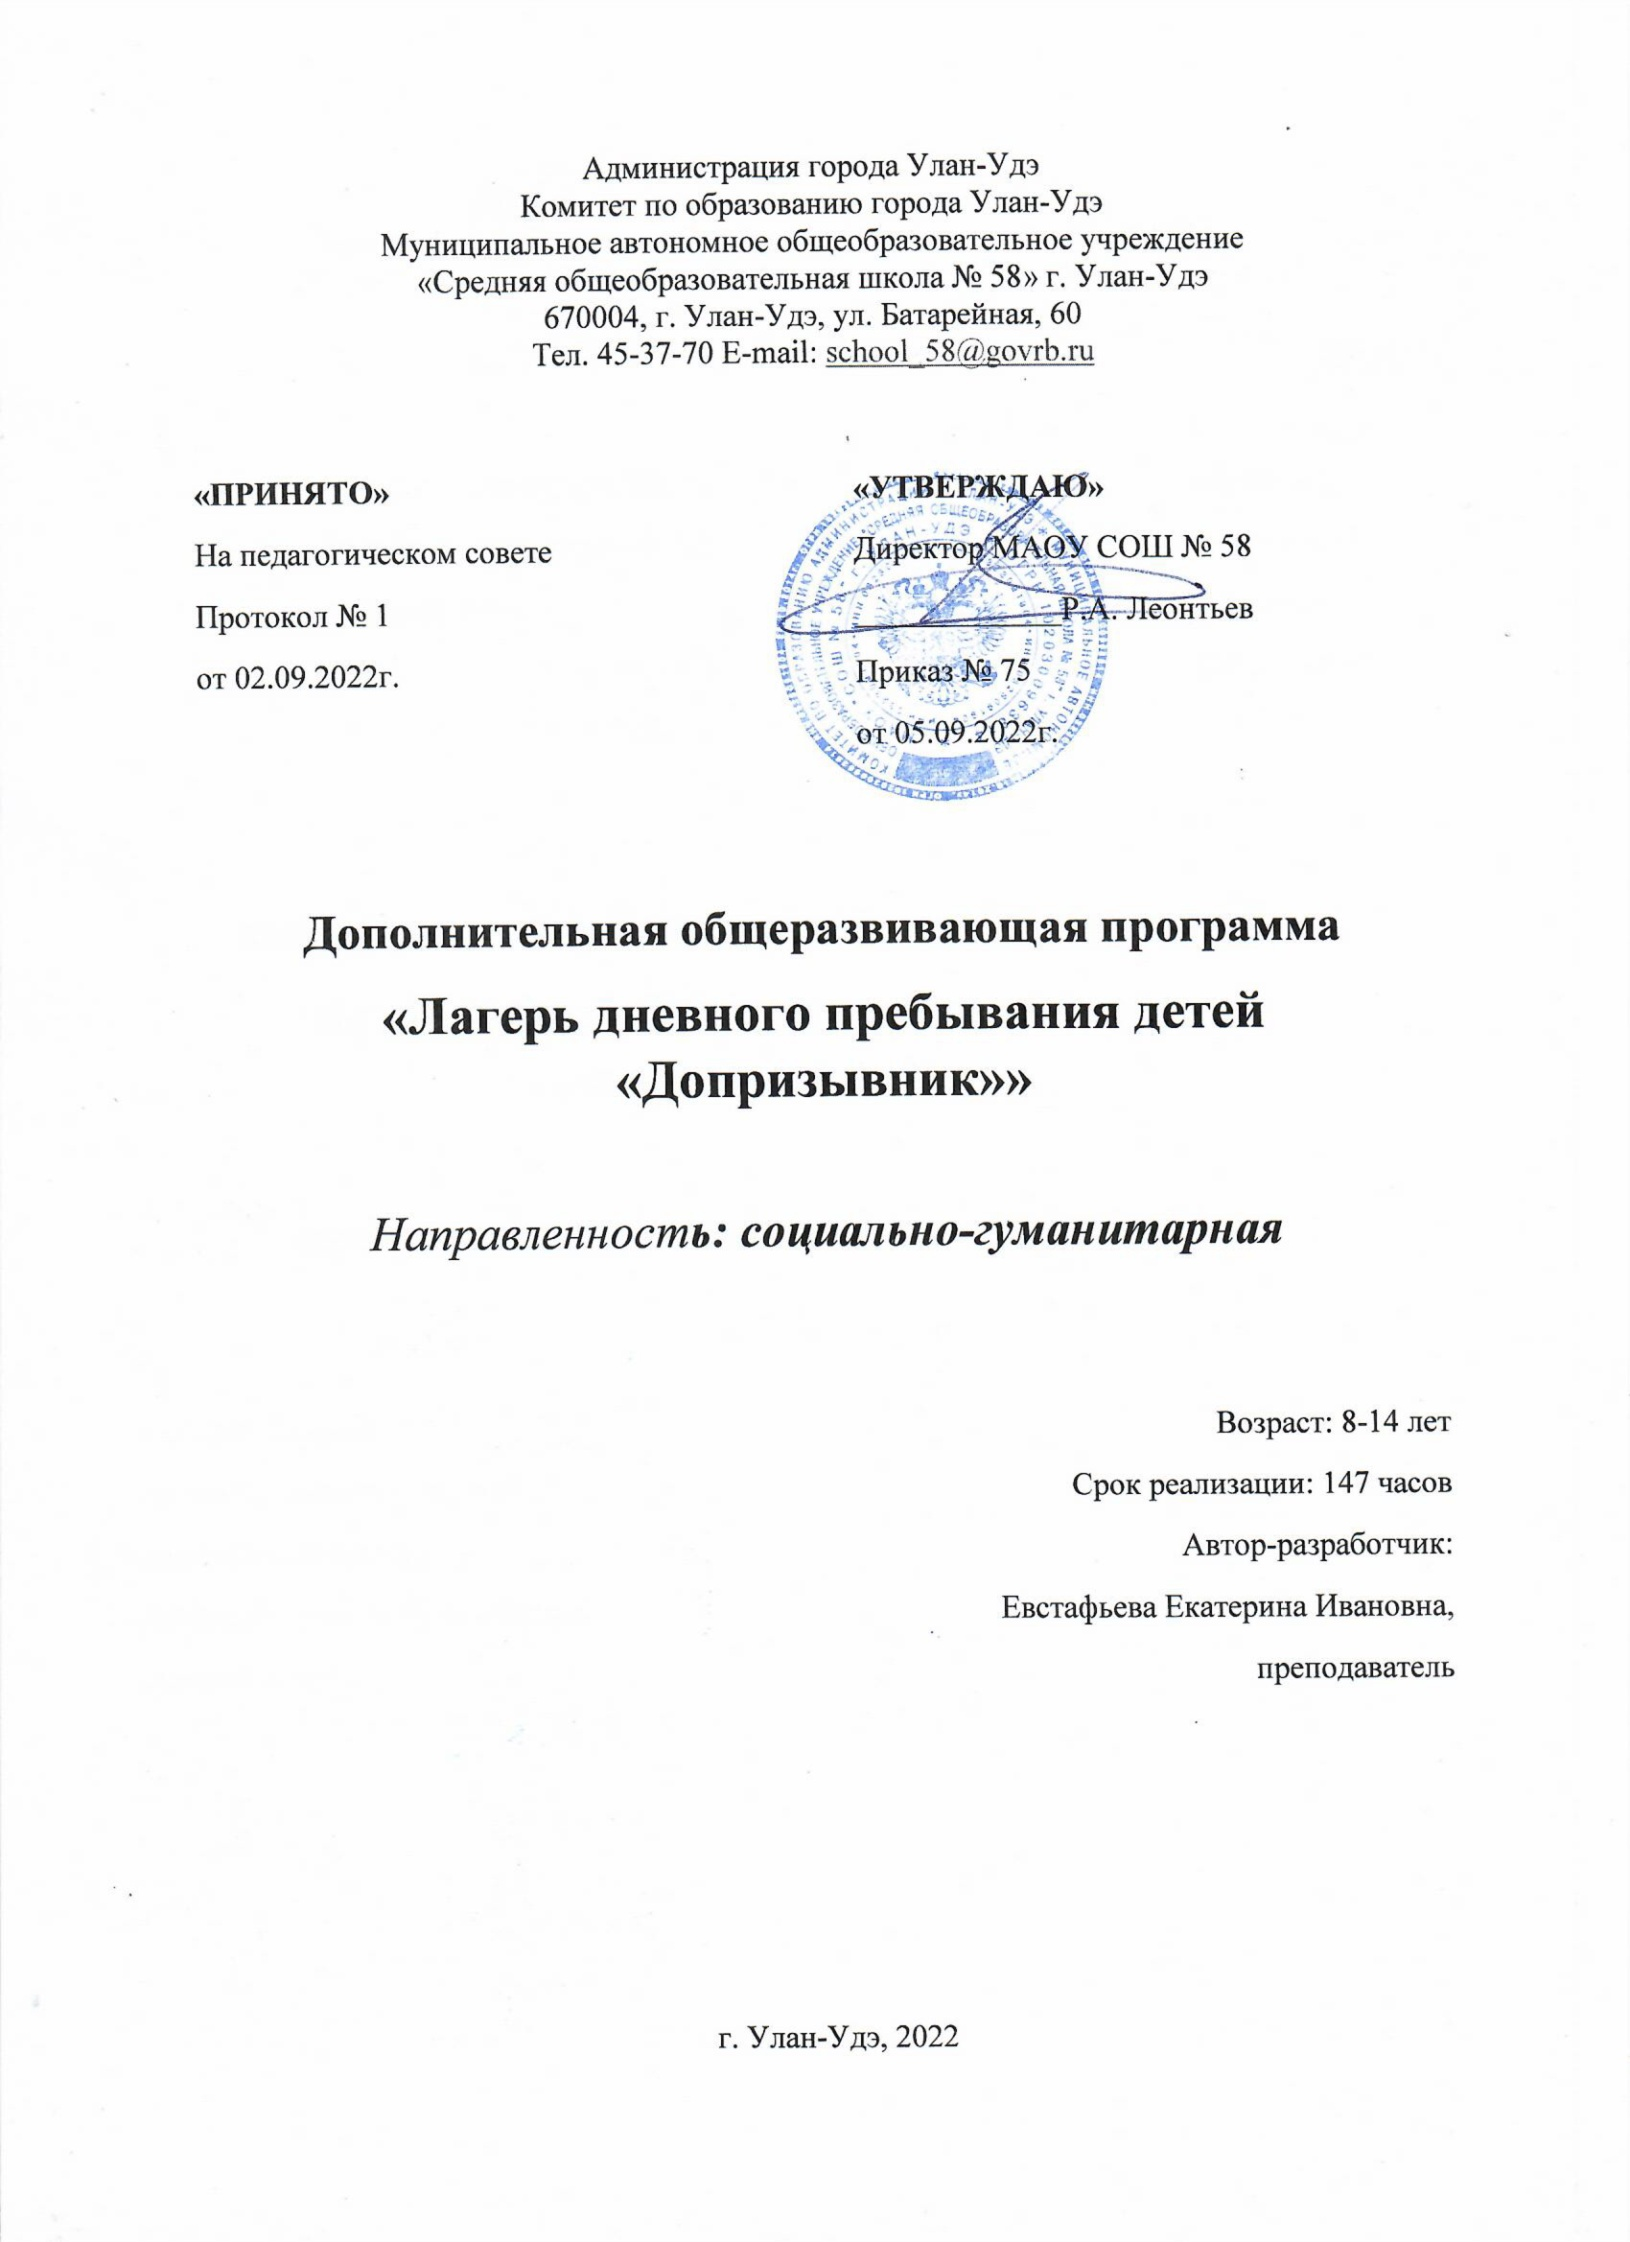 Администрация города Улан-Удэ
Комитет по образованию города Улан-Удэ
Муниципальное автономное общеобразовательное учреждение
«Средняя общеобразовательная школа № 58» г. Улан-Удэ
670004, г. Улан-Удэ, ул. Батарейная, 60
Тел. 45-37-70 E-mail: school_58@govrb.ru
«ПРИНЯТО»
На педагогическом совете
Протокол № 1
от 02.09.2022г.
«УТВЕРЖДАЮ»
Директор МАОУ СОШ № 58
Р.А. Леонтьев
Приказ № 75
от 05.09.2022г.
Дополнительная общеразвивающая программа
«Лагерь дневного пребывания детей
«Допризывник»»
Направленность: социально-гуманитарная
Возраст: 8-14 лет
Срок реализации: 147 часов
Автор-разработчик:
Евстафьева Екатерина Ивановна,
преподаватель
г. Улан-Удэ, 2022